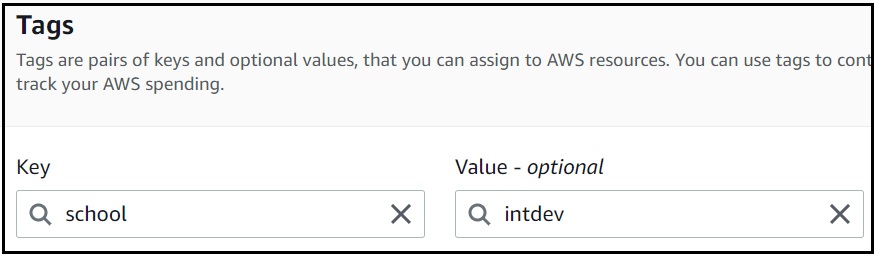 Tags
Tags are pairs of keys and optional values, that you can assign to AWS resources. You can use tags to cont
track your AWS spending.
Key
Value - optional
school
intdev